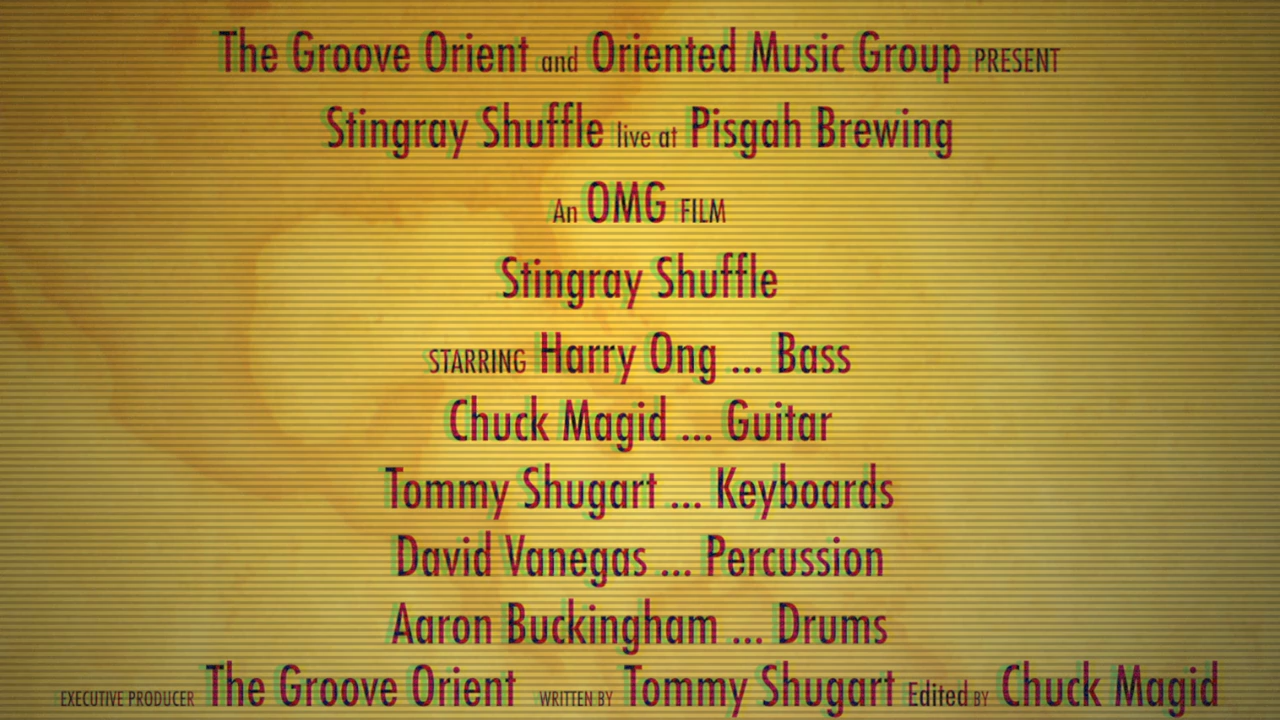 The Groove Orient and Oriented Music Group PRESENT
Stingray Shuffle live at Pisgah Brewing
An OMG FILM
Stingray Shuffle
STARRING Harry Ong ... Bass
Chuck Magid ... Guitar
Tommy Shugart ... Keyboards
David Vanegas ... Percussion
Aaron Buckingham ... Drums
EXECUTIVE PRODUCER The Groove Orient WRITTEN BY Tommy Shugart Edited BY Chuck Magid